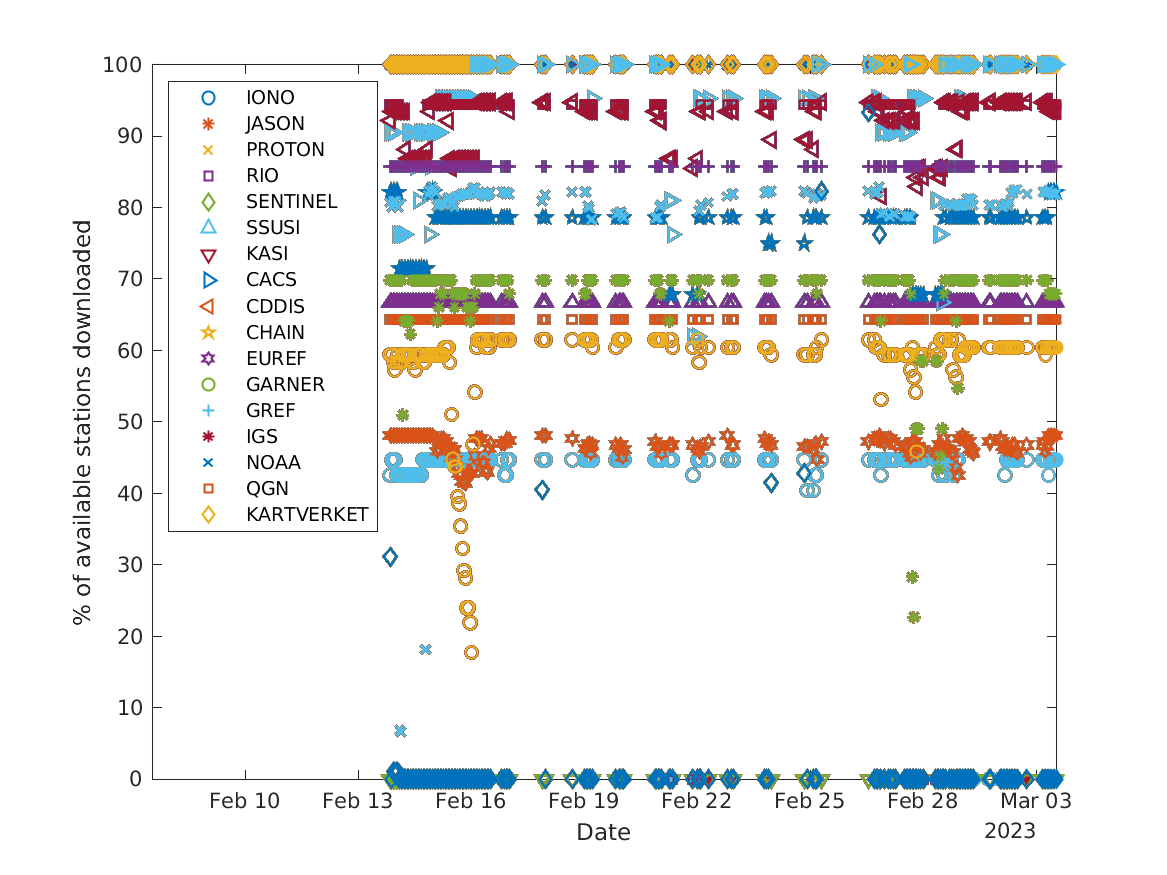 100
90
80
70
60
50
40
30
20
10
0
% of available stations downloaded
IONO
JASON
PROTON
RIO
SENTINEL
SSUSI
KASI
CACS
CDDIS
CHAIN
EUREF
GARNER
GREF
IGS
NOAA
QGN
KARTVERKET
Feb 10 Feb 13 Feb 16 Feb 19 Feb 22 Feb 25 Feb 28 Mar 03
2023
Date